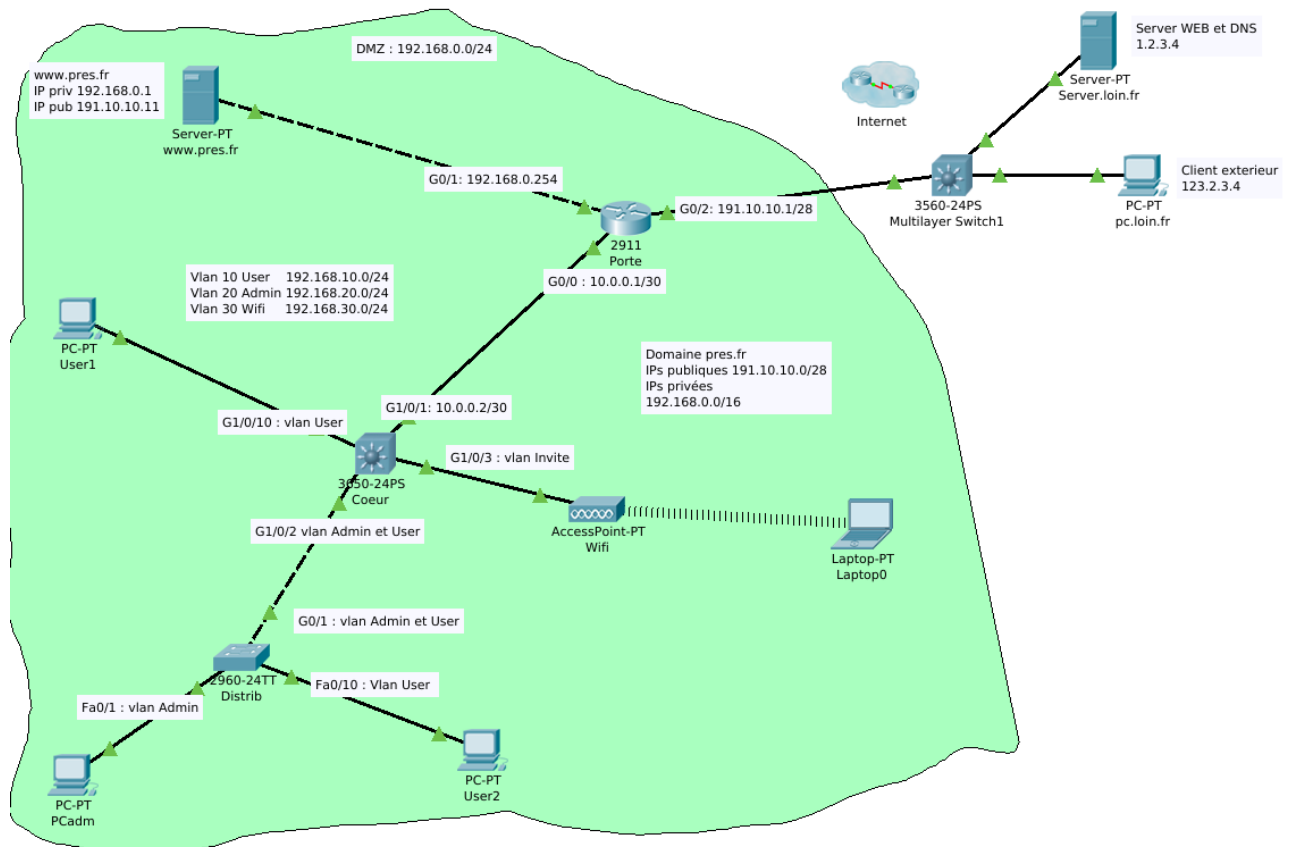 DMZ : 192.168.0.0/24
www.pres.fr
IP priv 192.168.0.1
IP pub 191.10.10.11
Server-PT
www.pres.fr
Server WEB et DNS
1.2.3.4
Server-PT
Server.loin.fr
Internet
Client exterieur
123.2.3.4
3560-24PS
Multilayer Switch1
PC-PT
pc.loin.fr
G0/1: 192.168.0.254
G0/2: 191.10.10.1/28
2911
Porte
G0/0 : 10.0.0.1/30
Vlan 10 User 192.168.10.0/24
Vlan 20 Admin 192.168.20.0/24
Vlan 30 Wifi 192.168.30.0/24
PC-PT
User1
Domaine pres.fr
IPs publiques 191.10.10.0/28
IPs privées
192.168.0.0/16
G1/0/1: 10.0.0.2/30
G1/0/10 : vlan User
G1/0/3 : vlan Invite
3650-24PS
Coeur
G1/0/2 vlan Admin et User
AccessPoint-PT
Wifi
Laptop-PT
Laptop0
G0/1 : vlan Admin et User
2960-24TT
Distrib
Fa0/10 : Vlan User
Fa0/1 : vlan Admin
PC-PT
User2
PC-PT
PCadm